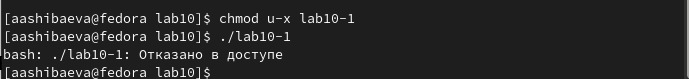 [aashibaeva@fedora lab10]$ chmod u-x lab10-1
[aashibaeva@fedora lab10]$ ./lab10-1
bash: ./lab10-1: Отказано в доступе
[aashibaeva@fedora lab10]$